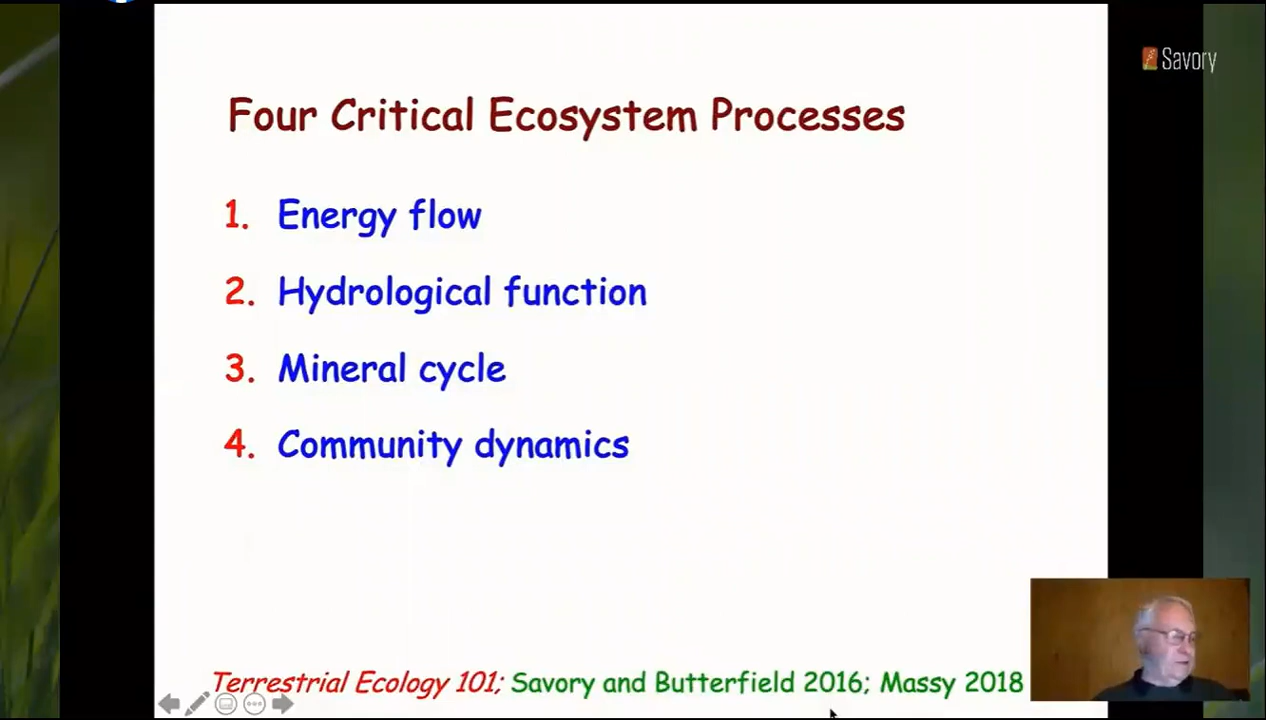 Savory
Four Critical Ecosystem Processes
1. Energy flow
2. Hydrological function
3. Mineral cycle
4. Community dynamics
Terrestrial Ecology 101; Savory and Butterfield 2016; Massy 2018